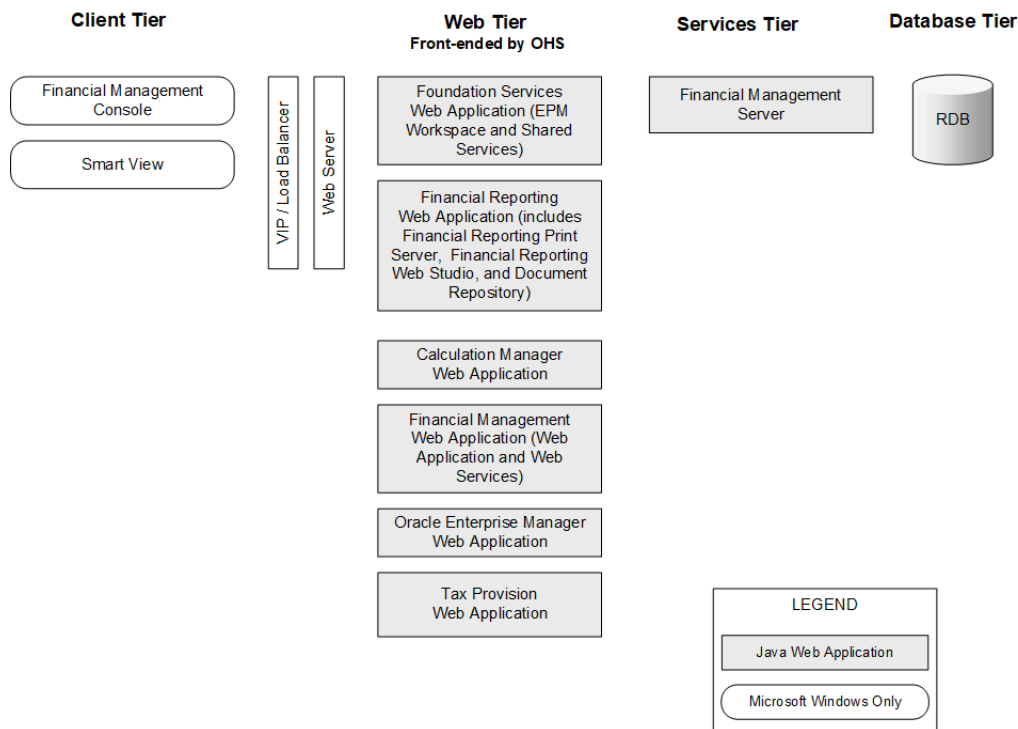 Client Tier
Financial Management
Console
Smart View
VIP / Load Balancer
Web Server
Web Tier
Front-ended by OHS
Foundation Services
Web Application (EPM
Workspace and Shared
Services)
Financial Reporting
Web Application (includes
Financial Reporting Print
Server, Financial Reporting
Web Studio, and Document
Repository)
Calculation Manager
Web Application
Financial Management
Web Application (Web
Application and Web
Services)
Oracle Enterprise Manager
Web Application
Tax Provision
Web Application
Services Tier
Financial Management
Server
Database Tier
RDB
LEGEND
Java Web Application
Microsoft Windows Only